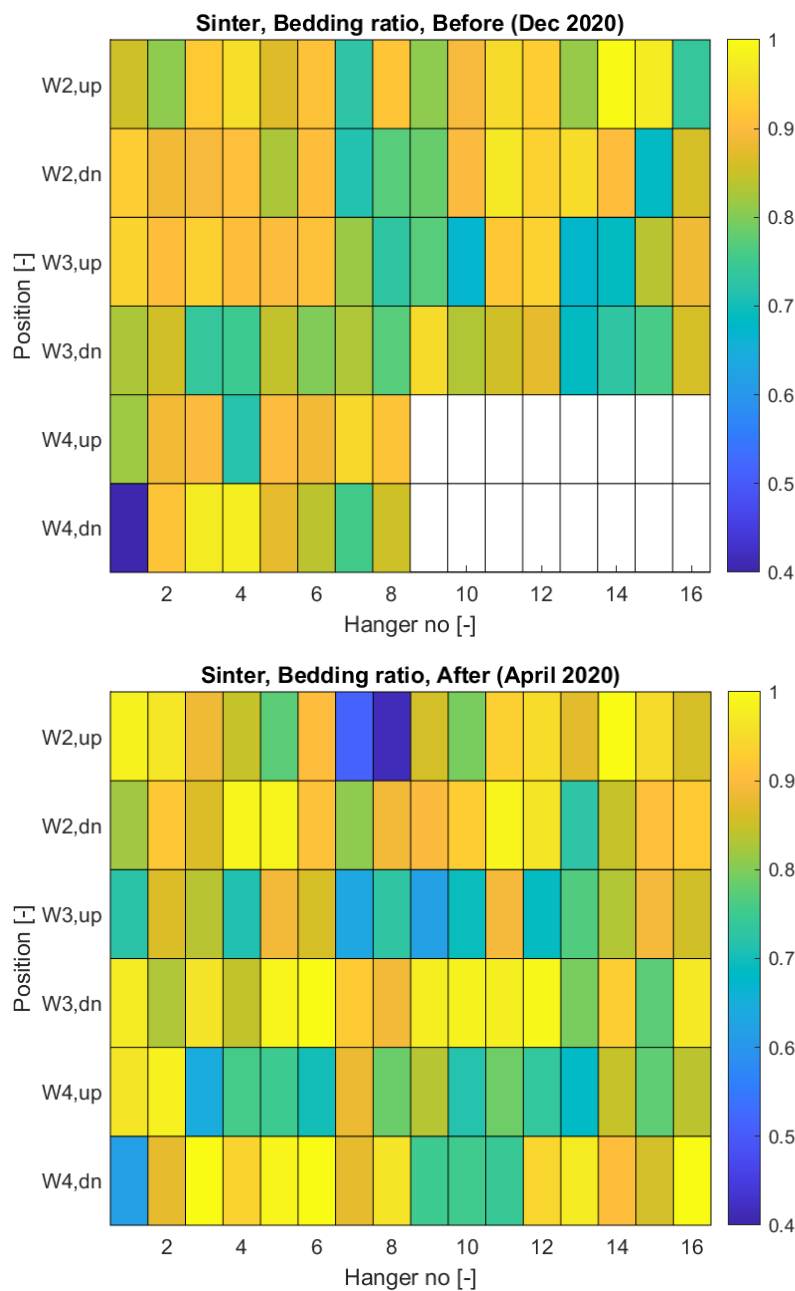 Sinter, Bedding ratio, Before (Dec 2020)
W2,up
W2,dn
W3,up
W3,dn
W4,up
W4,dn
Position [-]
2 4 6 8 10 12 14 16
Hanger no [-]
1
0.9
0.8
0.7
0.6
0.5
0.4
Sinter, Bedding ratio, After (April 2020)
W2,up
W2,dn
W3,up
W3,dn
W4,up
W4,dn
Position [-]
2 4 6 8 10 12 14 16
Hanger no [-]
1
0.9
0.8
0.7
0.6
0.5
0.4